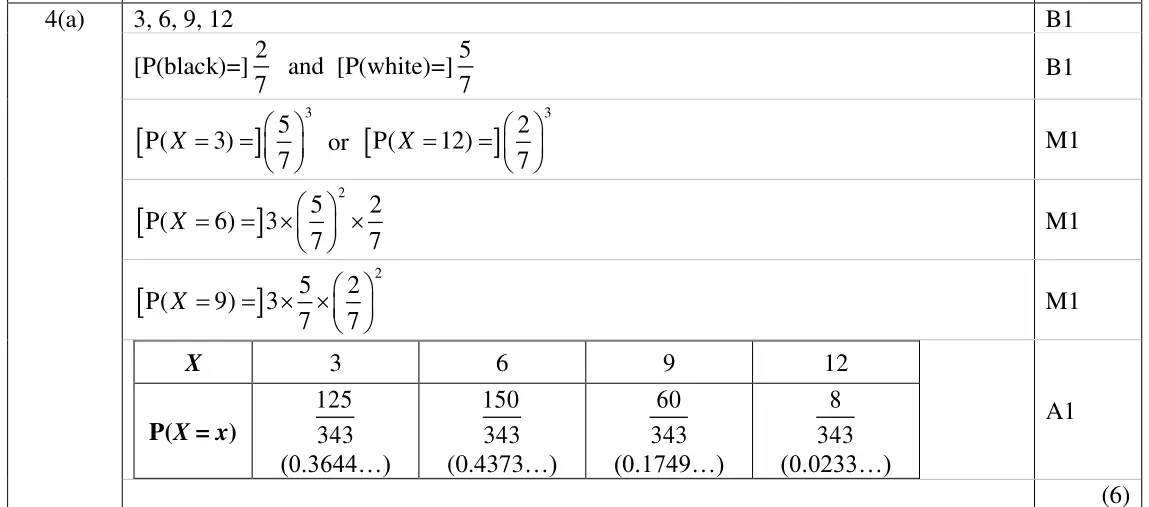 4(a) 3, 6, 9, 12 B1
[P(black)=] 2/7 and [P(white)=] 5/7 B1
[P(X = 3) =] (5/7)³ or [P(X = 12) =] (2/7)³ M1
[P(X = 6) =] 3 × (5/7)² × 2/7 M1
[P(X = 9) =] 3 × 5/7 × (2/7)² M1
X 3 6 9 12
P(X = x) 125/343 150/343 60/343 8/343 A1
(0.3644…) (0.4373…) (0.1749…) (0.0233…)
(6)